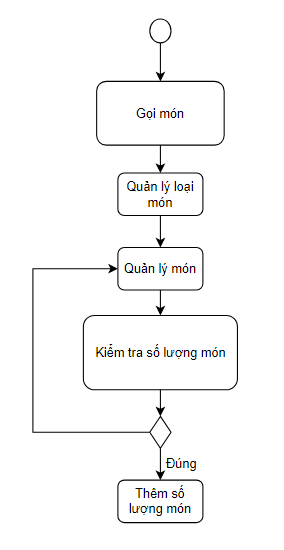 Gọi món
Quản lý loại
món
Quản lý món
Kiểm tra số lượng món
Đúng
Thêm số
lượng món